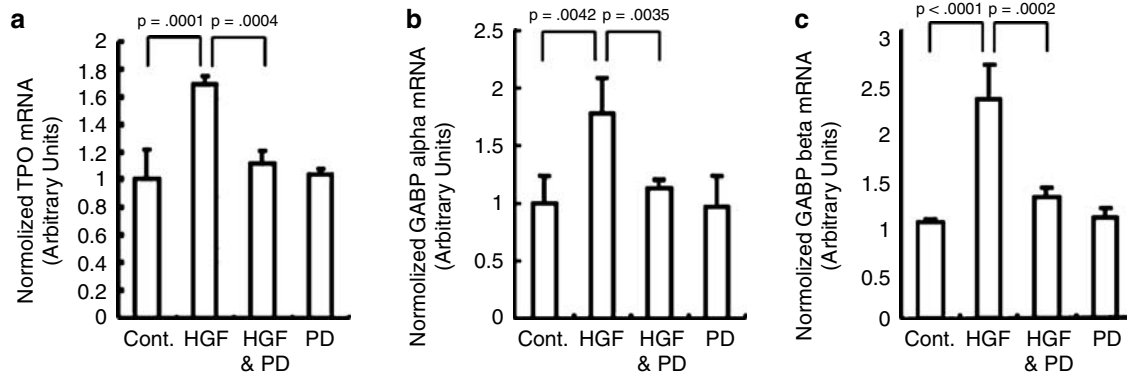 a
p = .0001 p = .0004
Normolized TPO mRNA
(Arbitrary Units)
2
1.8
1.6
1.4
1.2
1
0.8
0.6
0.4
0.2
0
Cont. HGF HGF PD
& PD
b
p = .0042 p = .0035
Normolized GABP alpha mRNA
(Arbitrary Units)
2.5
2
1.5
1
0.5
0
Cont. HGF HGF PD
& PD
c
p < .0001 p = .0002
Normolized GABP beta mRNA
(Arbitrary Units)
3
2.5
2
1.5
1
0.5
0
Cont. HGF HGF PD
& PD